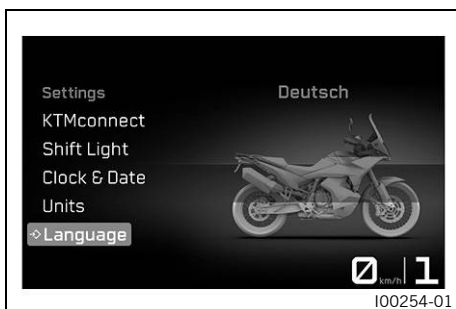 Settings
Deutsch
KTMconnect
Shift Light
Clock & Date
Units
Language
0 km/h 1
I00254-01